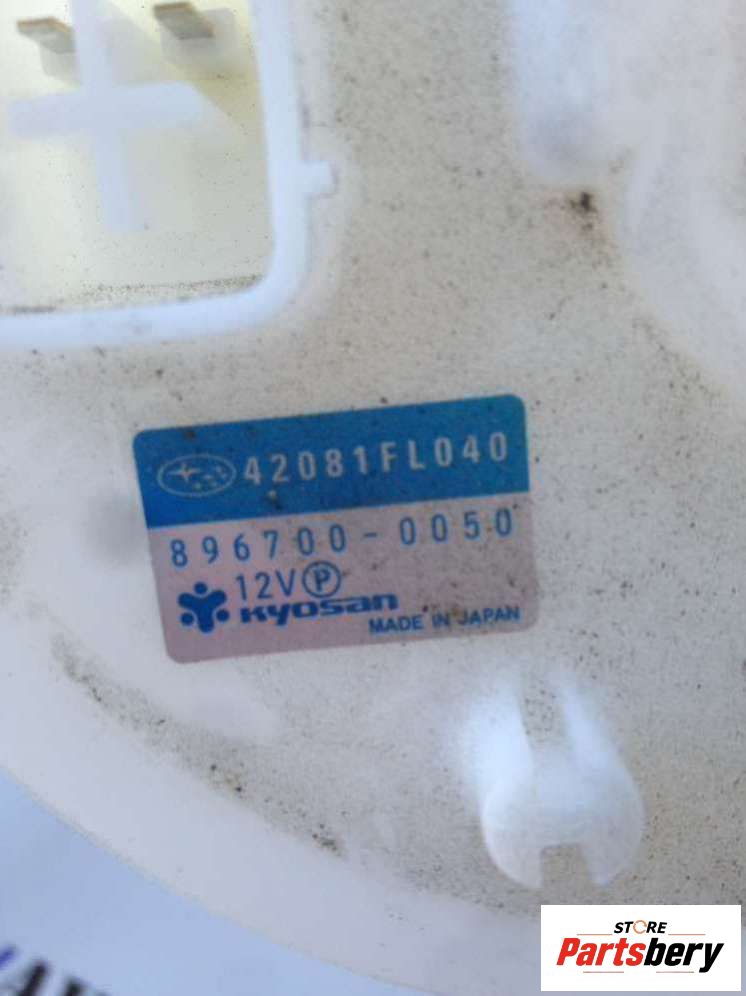 42081FL040
896700-0050
12V P
KYOSAN
MADE IN JAPAN
STORE
Partsbery